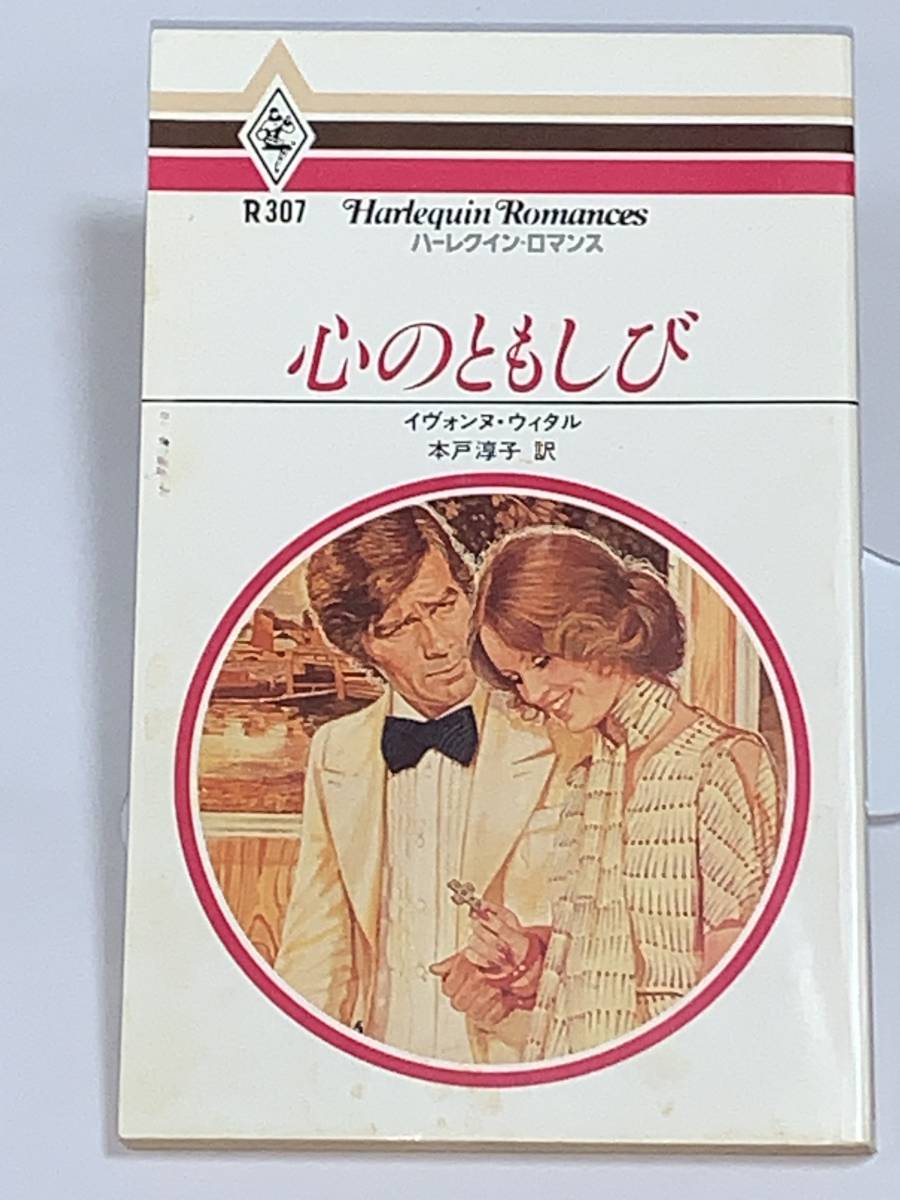 R307 Harlequin Romances
ハーレクイン・ロマンス
心のともしび
イヴォンヌ・ウィタル
本戸淳子 訳